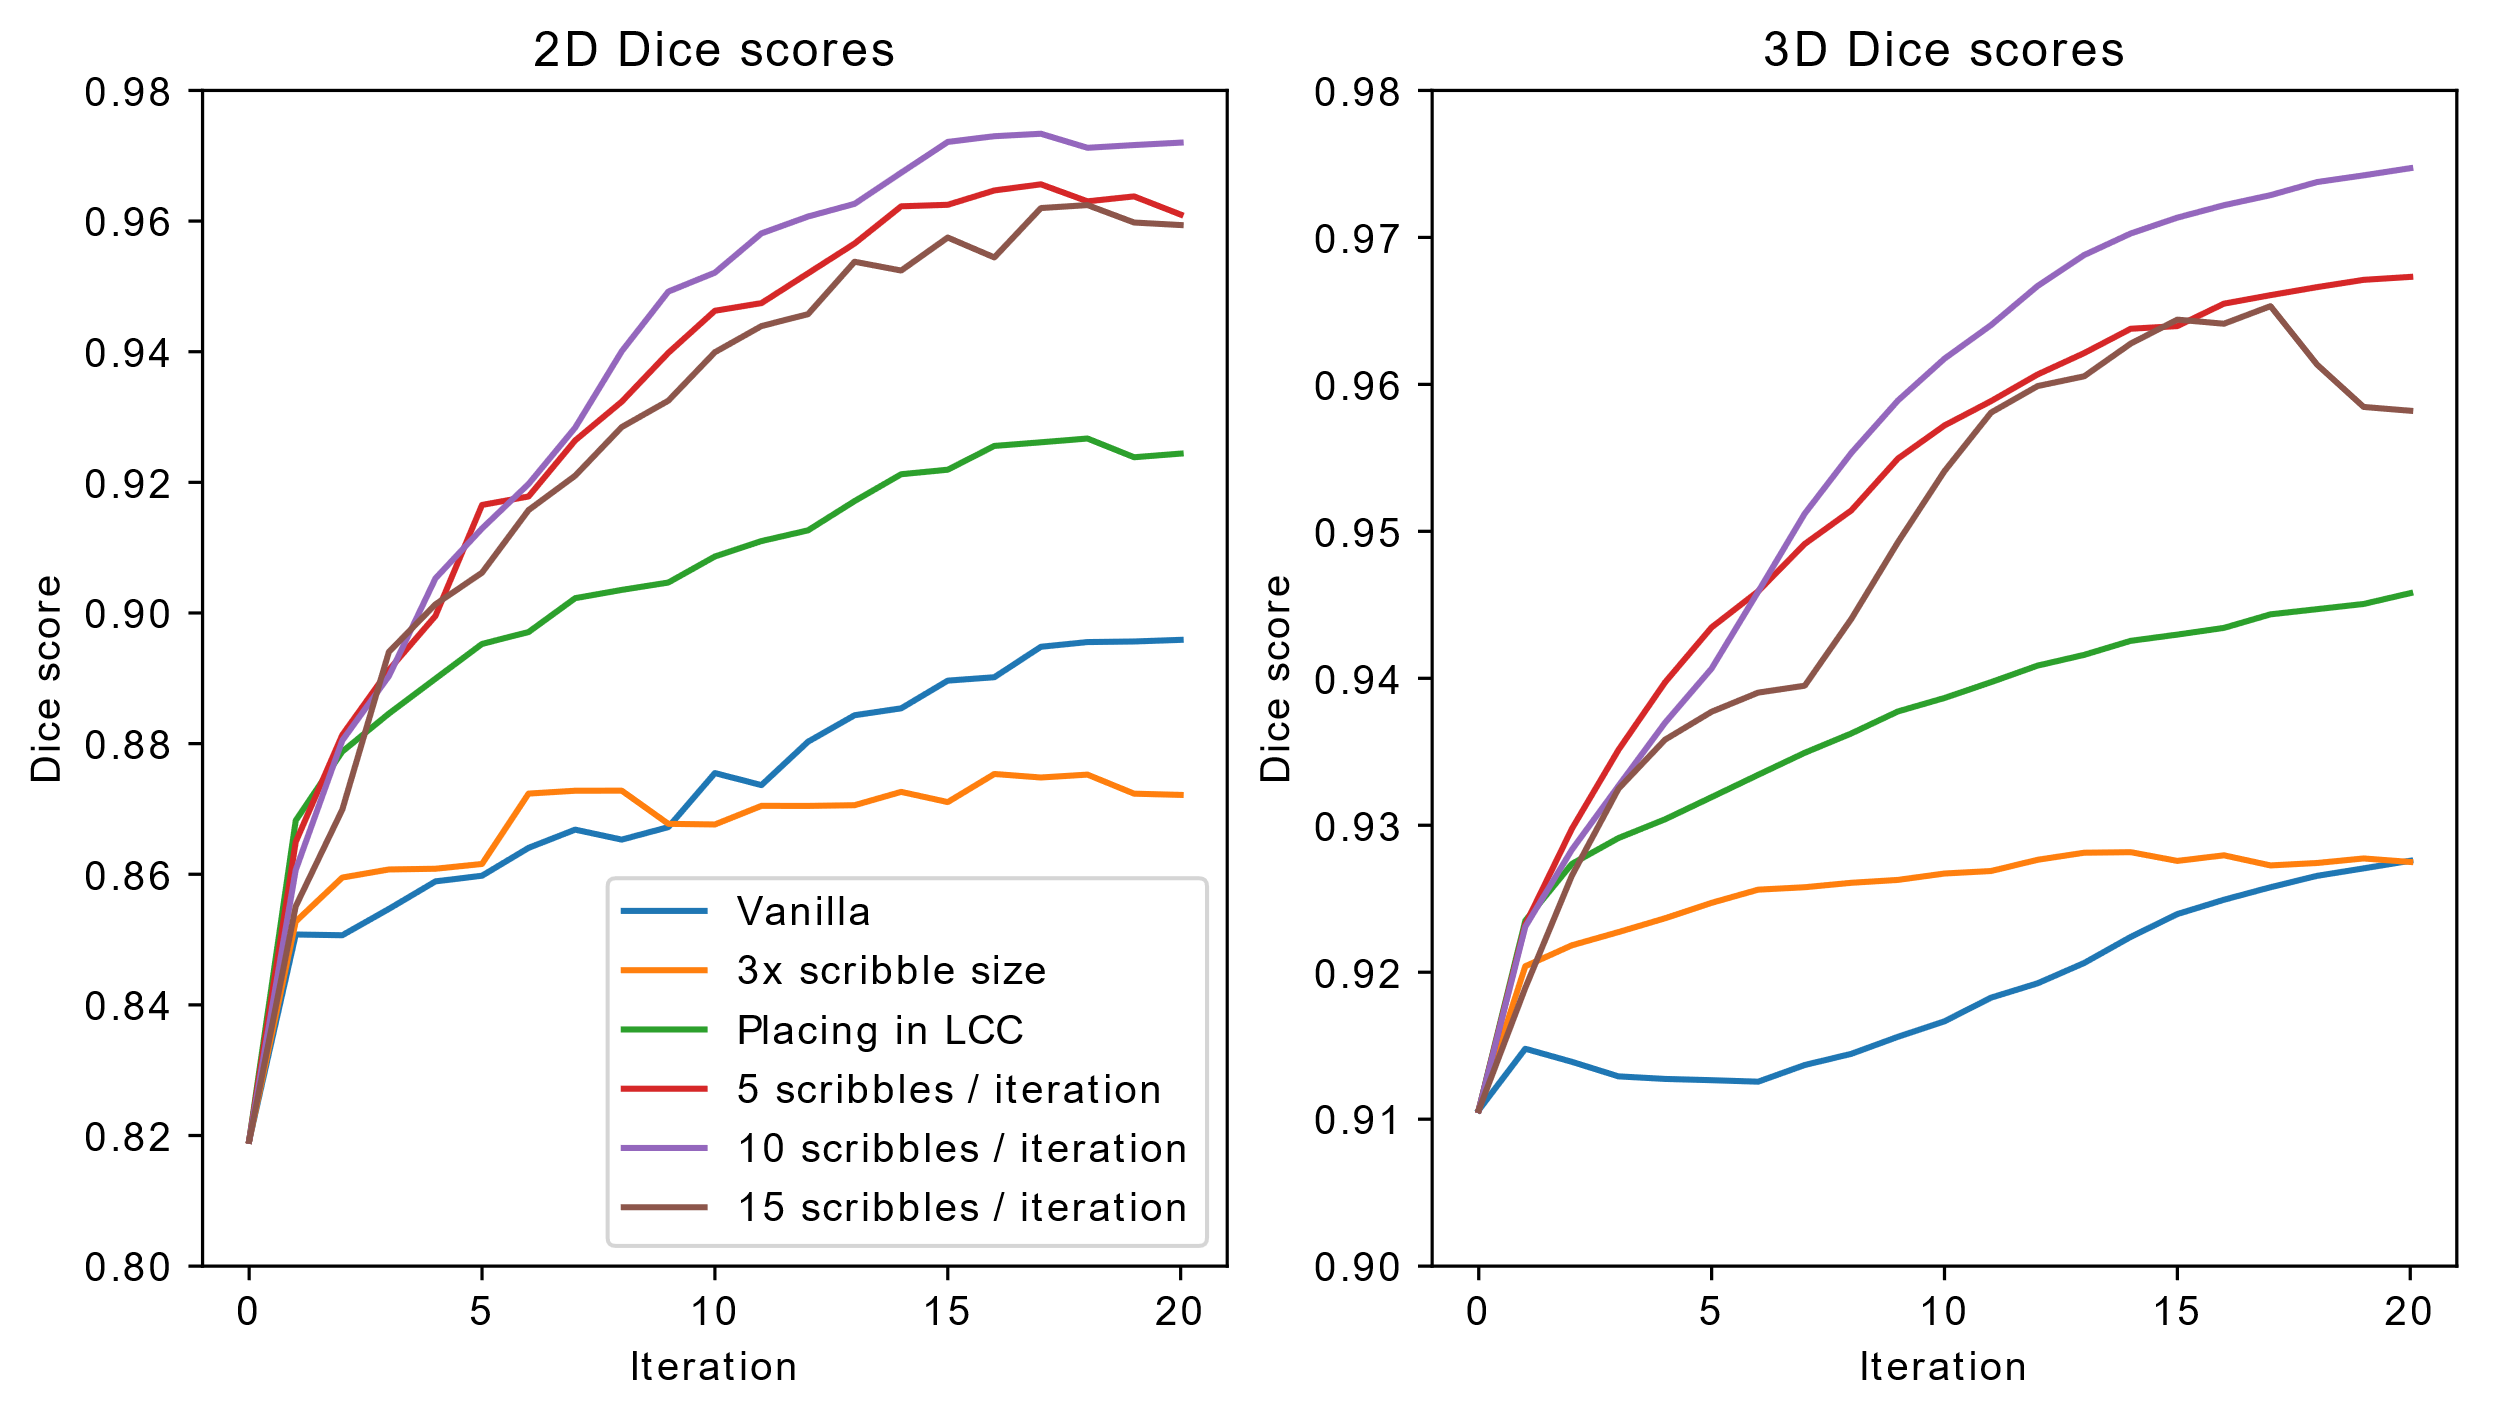 2D Dice scores
0.98
0.96
0.94
0.92
0.90
0.88
0.86
0.84
0.82
0.80
Dice score
0 5 10 15 20
Iteration
Vanilla
3x scribble size
Placing in LCC
5 scribbles / iteration
10 scribbles / iteration
15 scribbles / iteration
3D Dice scores
0.98
0.97
0.96
0.95
0.94
0.93
0.92
0.91
0.90
Dice score
0 5 10 15 20
Iteration